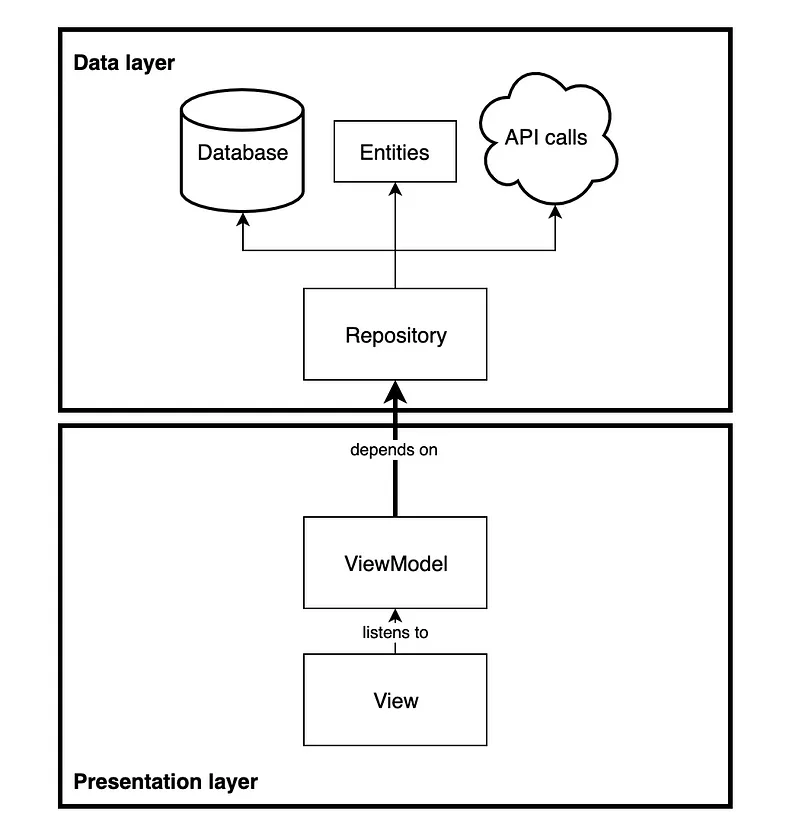 Data layer
Database
Entities
API calls
Repository
depends on
ViewModel
listens to
View
Presentation layer